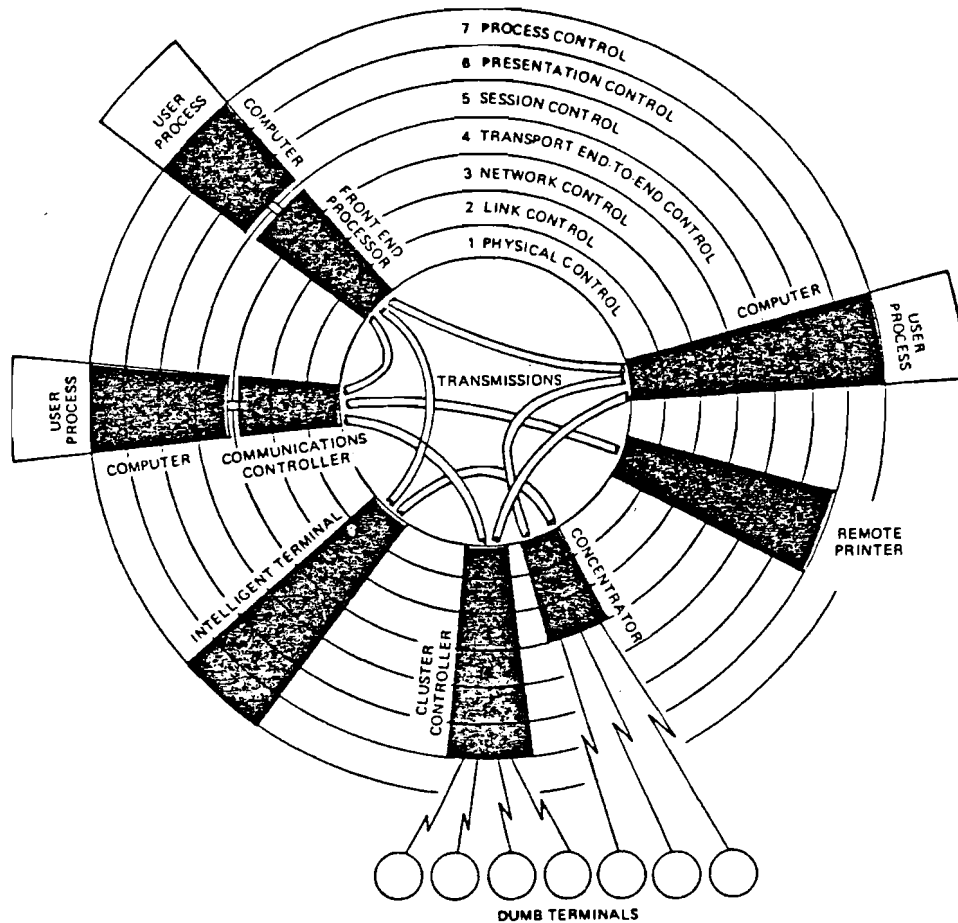 7 PROCESS CONTROL
6 PRESENTATION CONTROL
5 SESSION CONTROL
4 TRANSPORT END-TO-END CONTROL
3 NETWORK CONTROL
2 LINK CONTROL
1 PHYSICAL CONTROL
USER
PROCESS
COMPUTER
FRONT END
PROCESSOR
COMPUTER
USER
PROCESS
TRANSMISSIONS
USER
PROCESS
COMPUTER
COMMUNICATIONS
CONTROLLER
REMOTE
PRINTER
INTELLIGENT TERMINAL
CLUSTER
CONTROLLER
CONCENTRATOR
DUMB TERMINALS